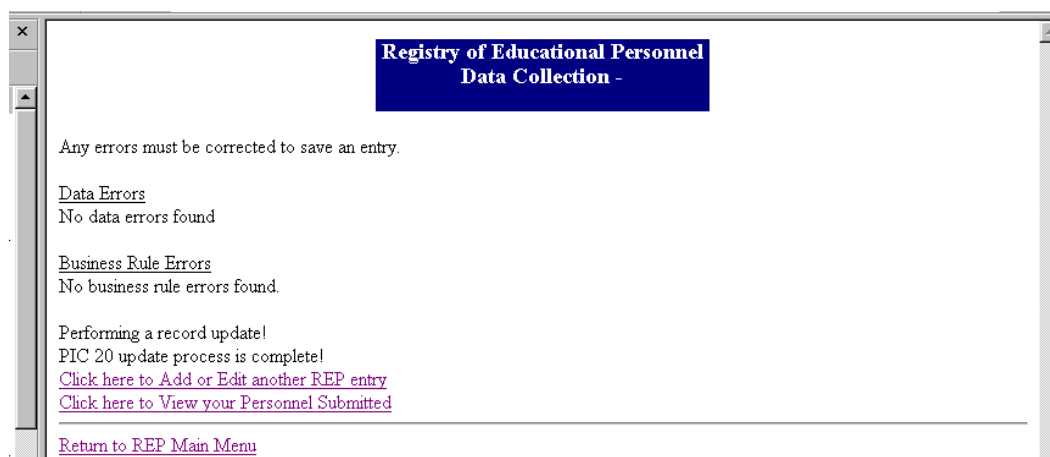 Registry of Educational Personnel
Data Collection -
Any errors must be corrected to save an entry.
Data Errors
No data errors found
Business Rule Errors
No business rule errors found.
Performing a record update!
PIC 20 update process is complete!
Click here to Add or Edit another REP entry
Click here to View your Personnel Submitted
Return to REP Main Menu